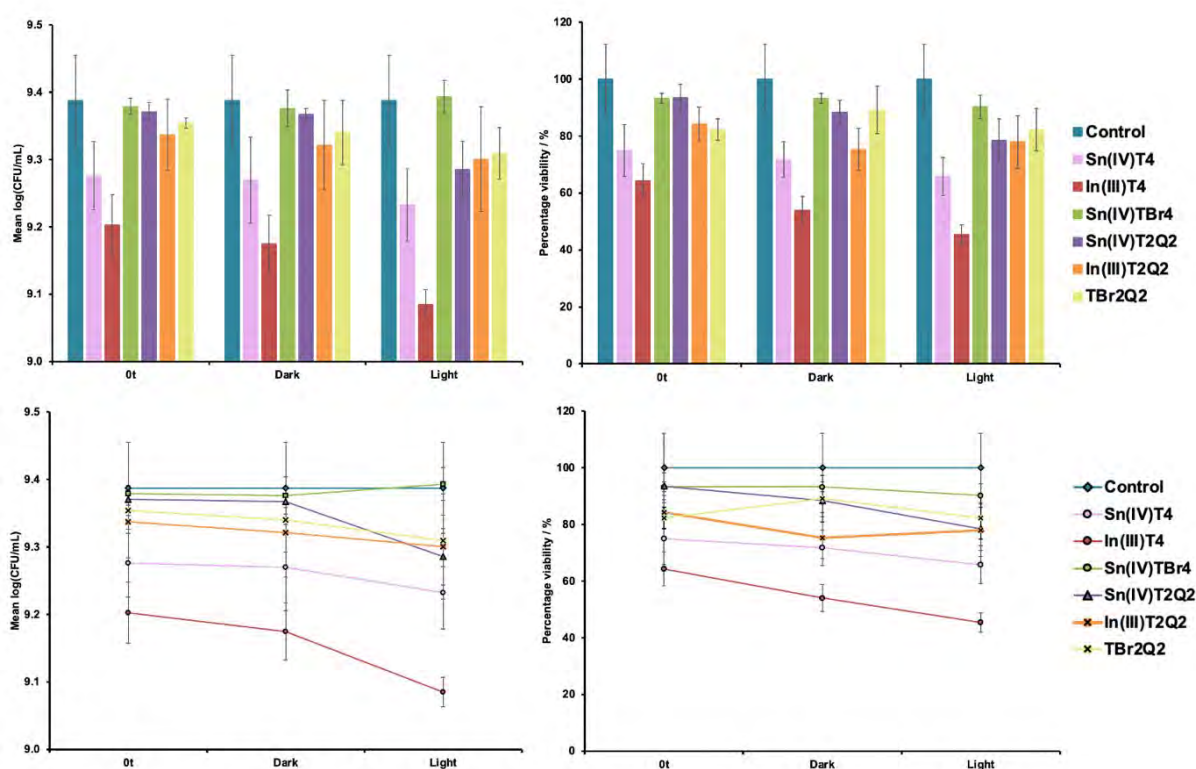 9.5
9.4
9.3
9.2
9.1
9.0
Mean log(CFU/mL)
0t
Dark
Light
120
100
80
60
40
20
0
Percentage viability / %
0t
Dark
Light
Control
Sn(IV)T4
In(III)T4
Sn(IV)TBr4
Sn(IV)T2Q2
In(III)T2Q2
TBr2Q2
9.5
9.4
9.3
9.2
9.1
9.0
Mean log(CFU/mL)
0t
Dark
Light
120
100
80
60
40
20
0
Percentage viability / %
0t
Dark
Light
Control
Sn(IV)T4
In(III)T4
Sn(IV)TBr4
Sn(IV)T2Q2
In(III)T2Q2
TBr2Q2